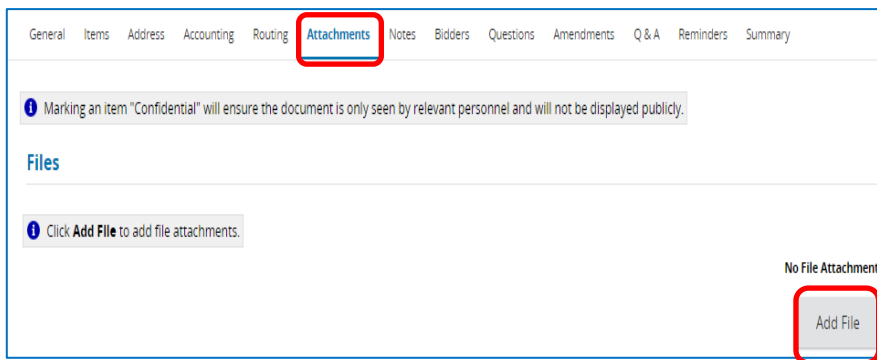 General Items Address Accounting Routing Attachments Notes Bidders Questions Amendments Q & A Reminders Summary
Marking an item "Confidential" will ensure the document is only seen by relevant personnel and will not be displayed publicly.
Files
Click Add File to add file attachments.
No File Attachment
Add File